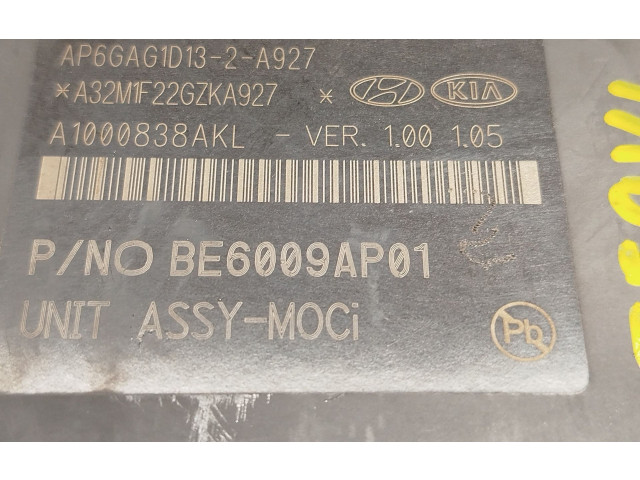 AP6GAG1D13-2-A927
*A32M1F22GZKA927 *
KIA
A1000838AKL - VER. 1.00 1.05
P/NO BE6009AP01
UNIT ASSY-MOCi
Pb